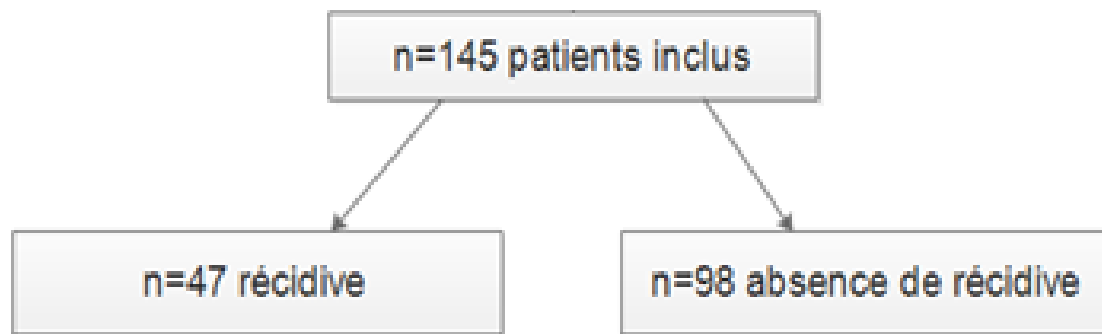 n=145 patients inclus
n=47 récidive
n=98 absence de récidive